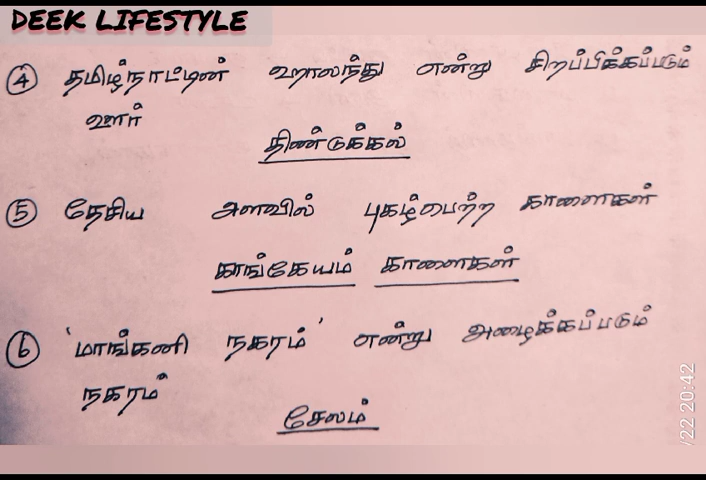 DEEK LIFESTYLE
④ தமிழ்நாட்டின் ஹாலந்து என்று சிறப்பிக்கப்படும்
ஊர்
திண்டுக்கல்
⑤ தேசிய அளவில் புகழ்பெற்ற காளைகள்
காங்கேயம் காளைகள்
⑥ 'மாங்கனி நகரம்' என்று அழைக்கப்படும்
நகரம்
சேலம்
/22 20:42